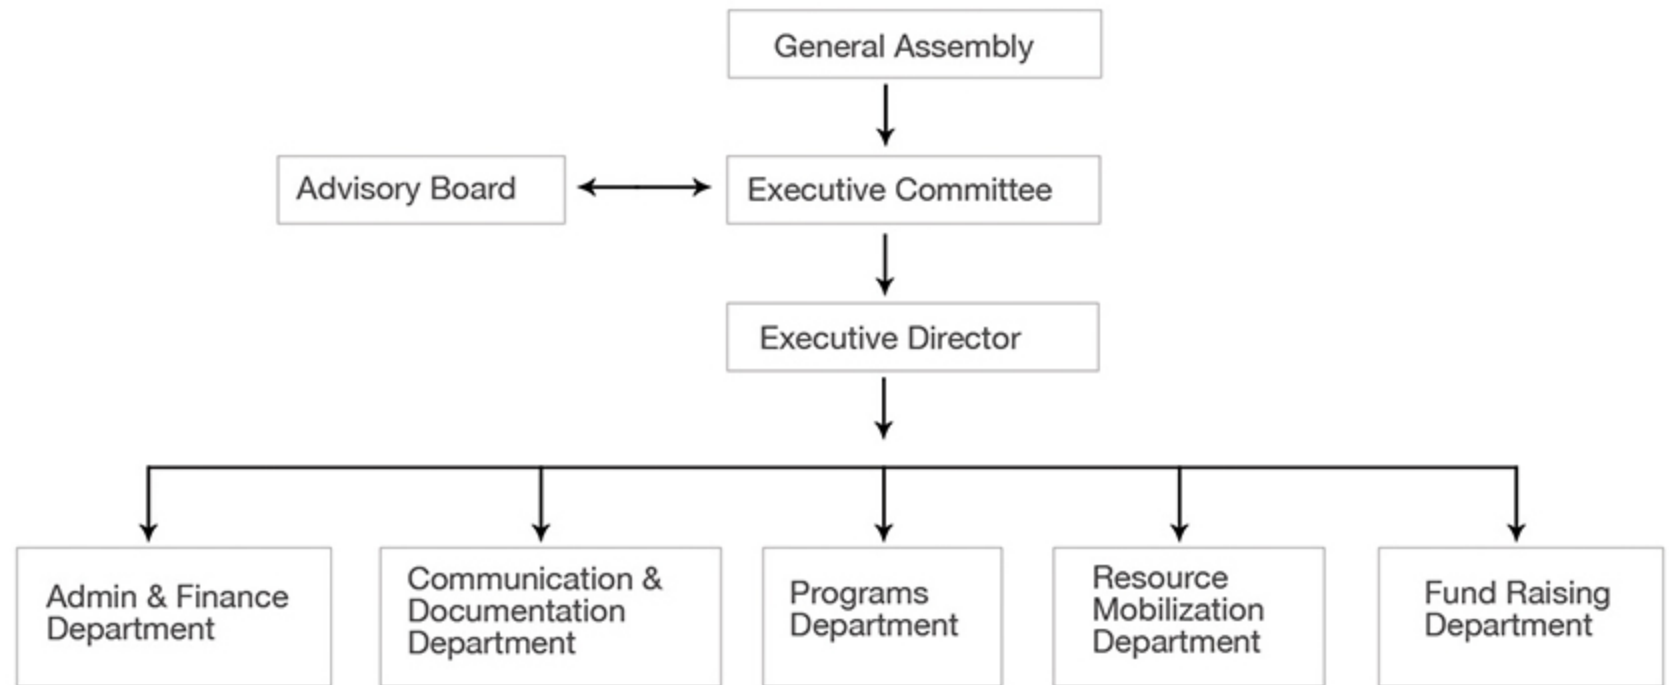 General Assembly
Advisory Board
Executive Committee
Executive Director
Admin & Finance
Department
Communication &
Documentation
Department
Programs
Department
Resource
Mobilization
Department
Fund Raising
Department